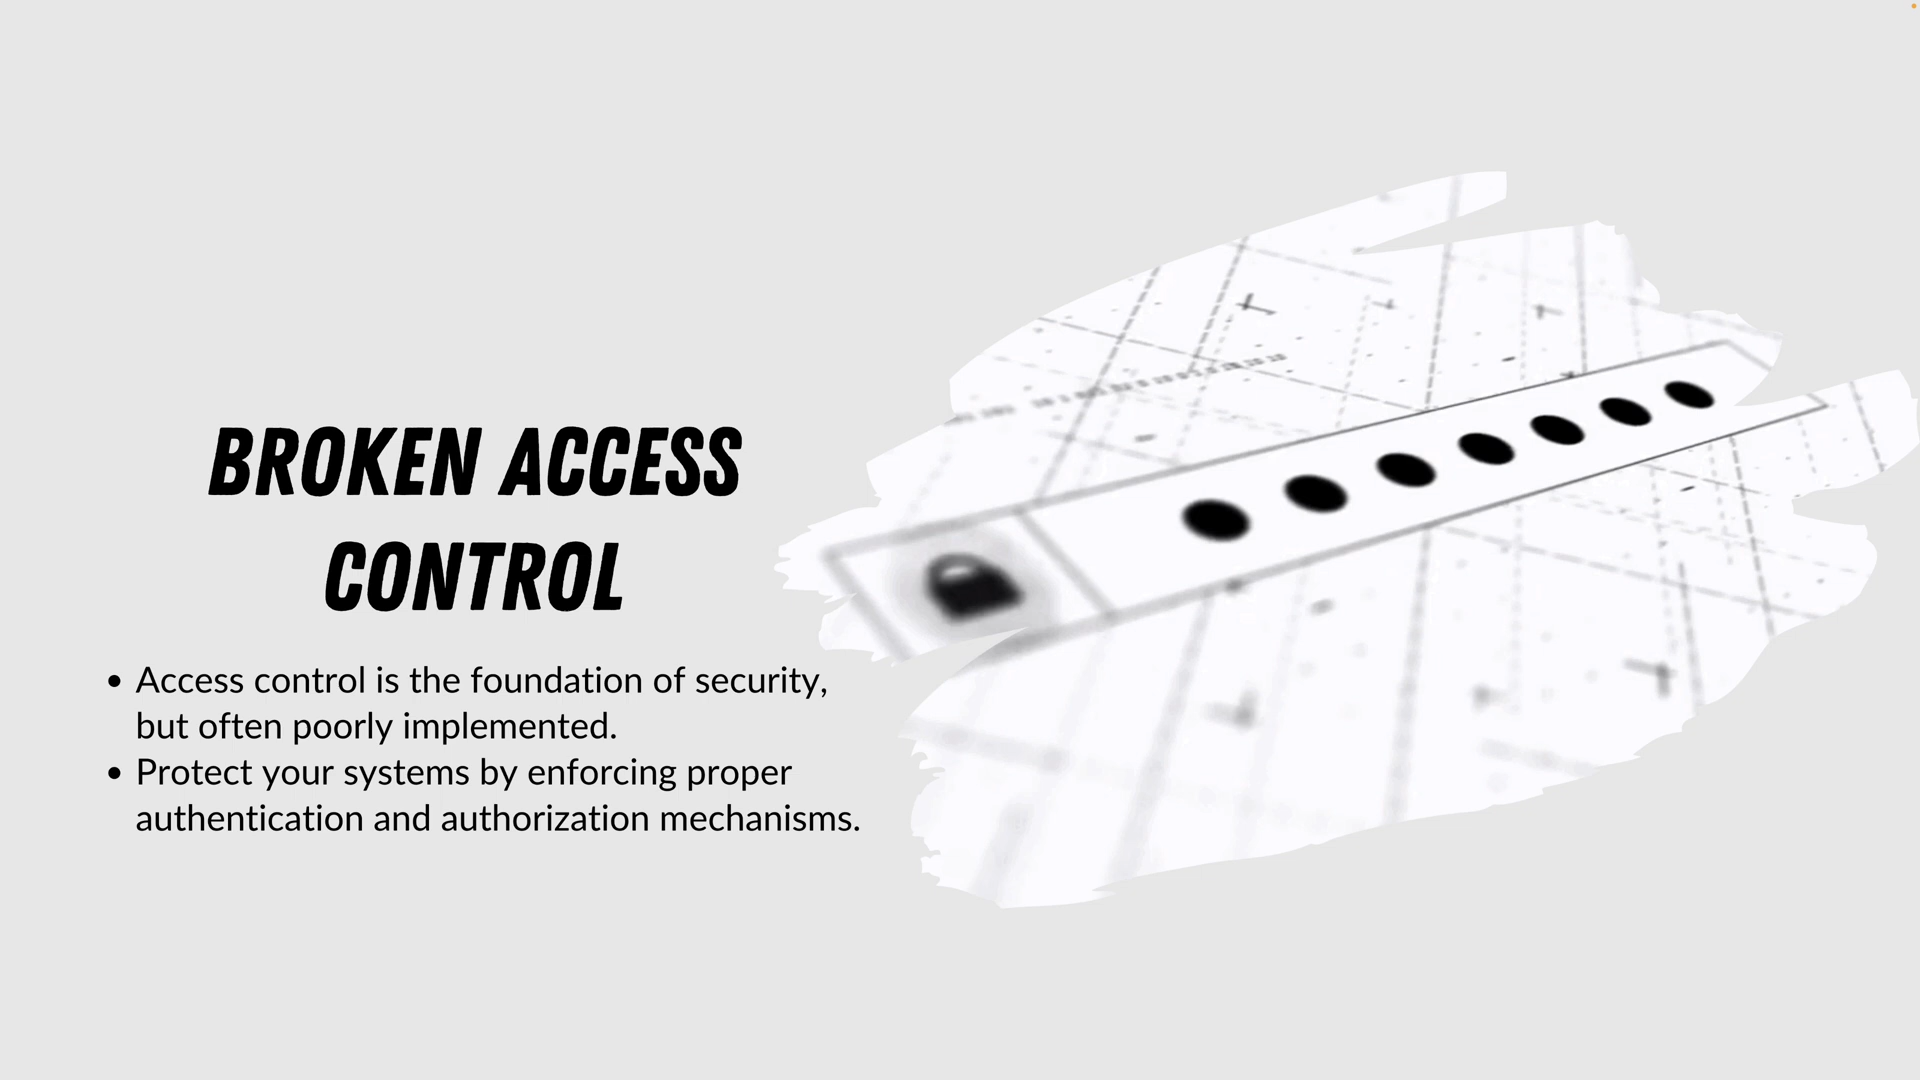 BROKEN ACCESS
CONTROL
• Access control is the foundation of security,
but often poorly implemented.
• Protect your systems by enforcing proper
authentication and authorization mechanisms.